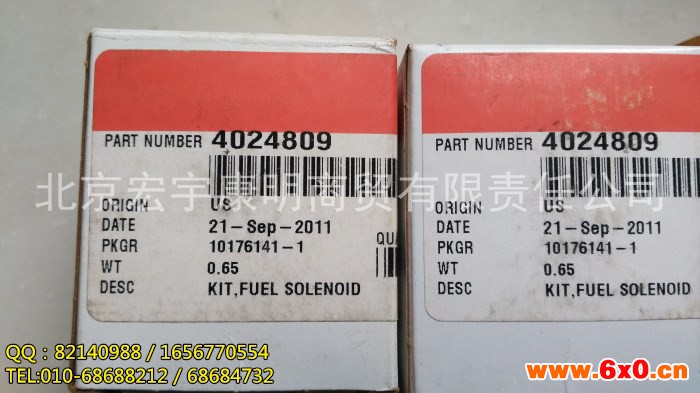 PART NUMBER 4024809
ORIGIN US
DATE 21-Sep-2011
PKGR 10176141-1
WT 0.65
DESC KIT,FUEL SOLENOID
PART NUMBER 4024809
ORIGIN US
DATE 21-Sep-2011
PKGR 10176141-1
WT 0.65
DESC KIT,FUEL SOLENOID
北京宏宇康明商贸有限责任公司
QQ：82140988 / 1656770554
TEL:010-68688212 / 68684732
www.6x0.cn